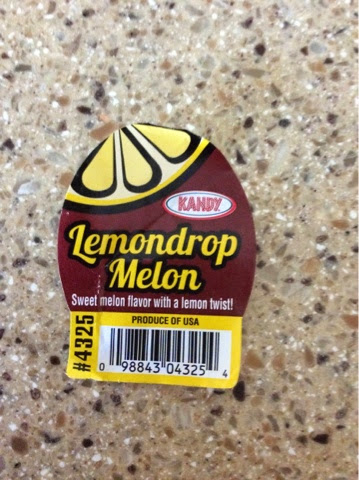 KANDY
Lemondrop
Melon
Sweet melon flavor with a lemon twist!
PRODUCE OF USA
#4325
0 98843 04325 4